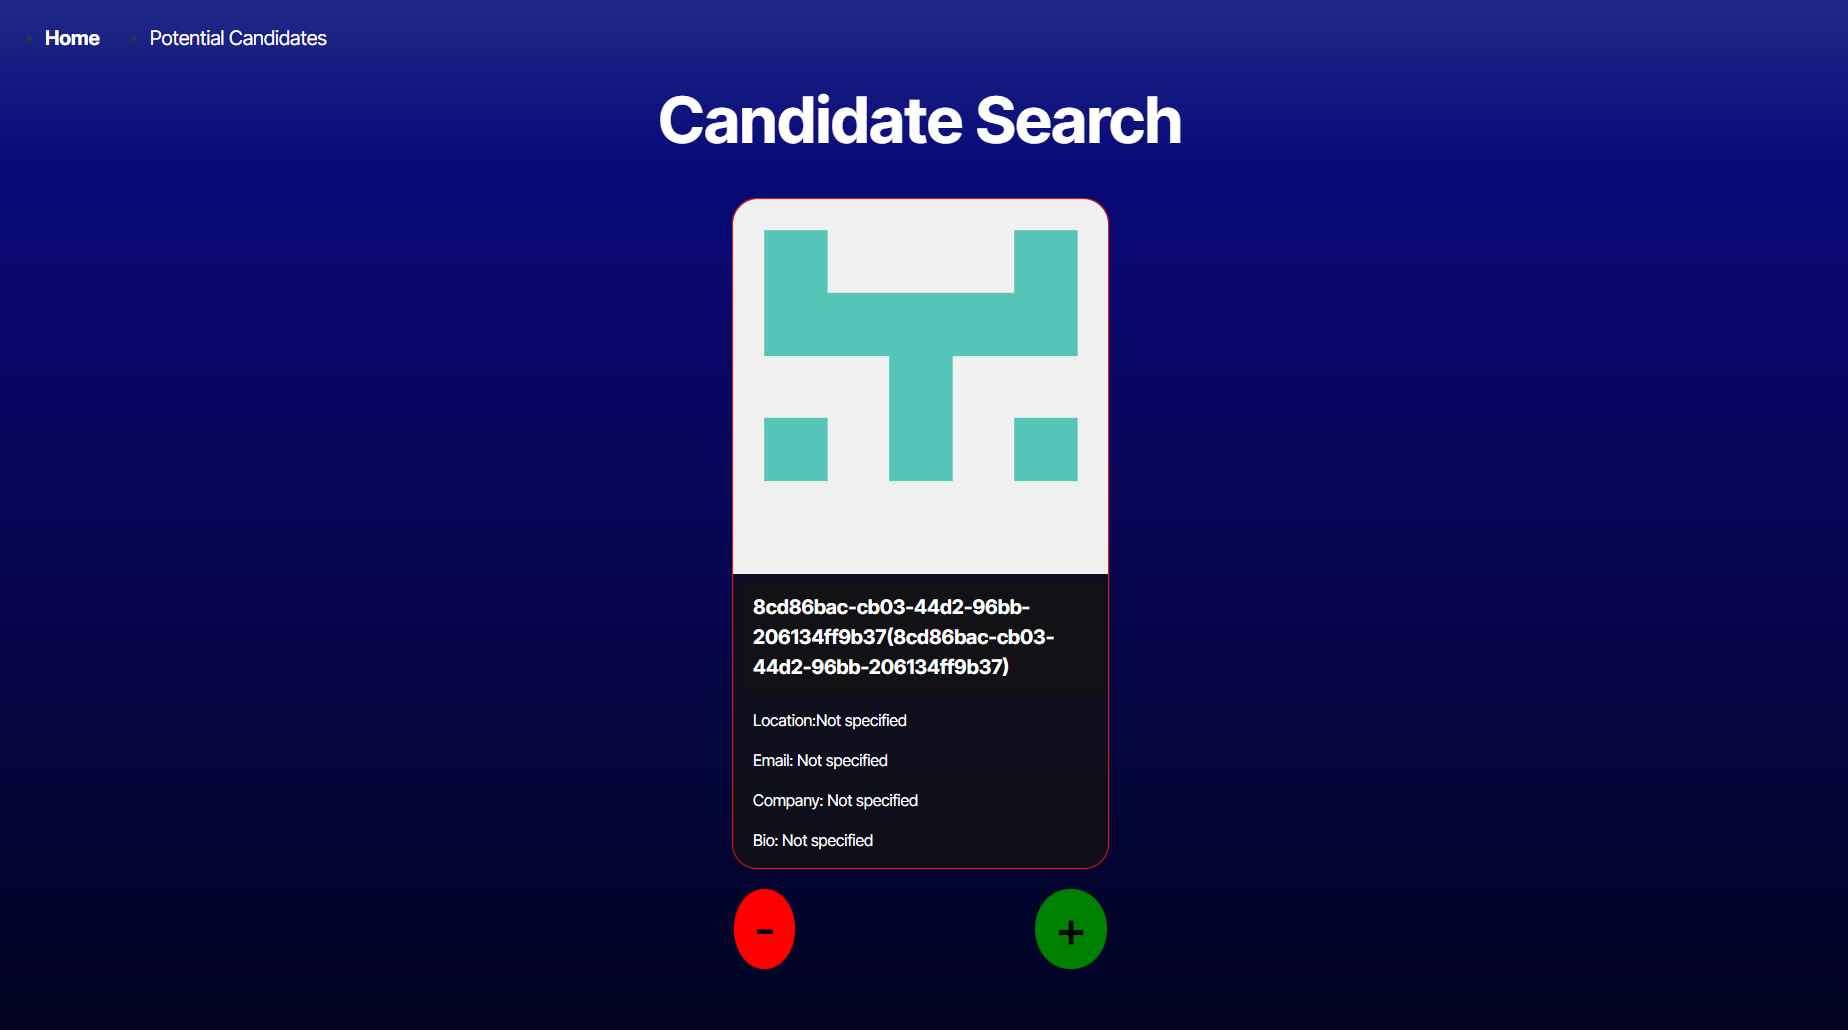 Home
Potential Candidates
Candidate Search
8cd86bac-cb03-44d2-96bb-
206134ff9b37(8cd86bac-cb03-
44d2-96bb-206134ff9b37)
Location:Not specified
Email: Not specified
Company: Not specified
Bio: Not specified
-
+